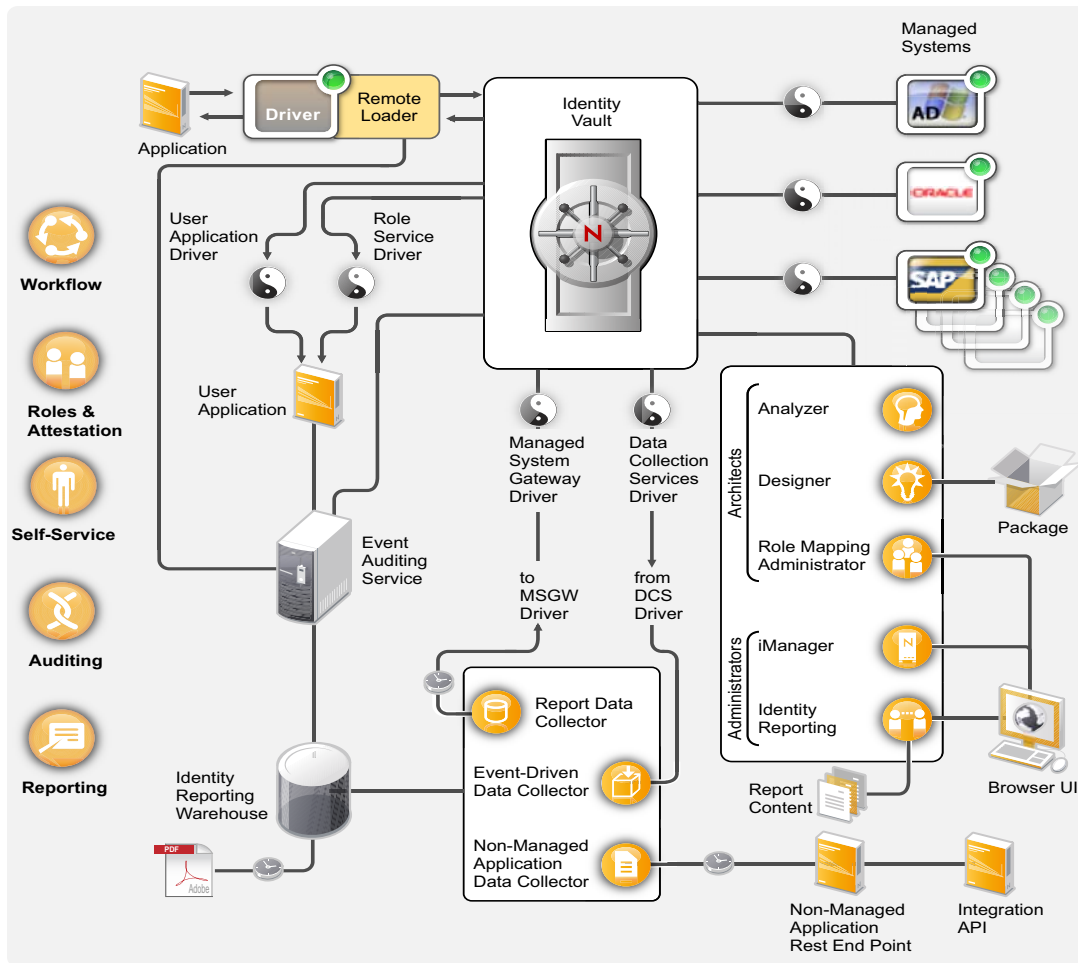 Managed
Systems
Driver
Remote
Loader
Application
Identity
Vault
N
AD
ORACLE
SAP
User
Application
Driver
Role
Service
Driver
Workflow
Roles &
Attestation
Self-Service
Auditing
Reporting
User
Application
Event
Auditing
Service
Managed
System
Gateway
Driver
Data
Collection
Services
Driver
to
MSGW
Driver
from
DCS
Driver
Architects
Analyzer
Designer
Role Mapping
Administrator
Administrators
iManager
N
Identity
Reporting
Package
Browser UI
Report
Content
Report Data
Collector
Event-Driven
Data Collector
Non-Managed
Application
Data Collector
Identity
Reporting
Warehouse
PDF
Adobe
Non-Managed
Application
Rest End Point
Integration
API